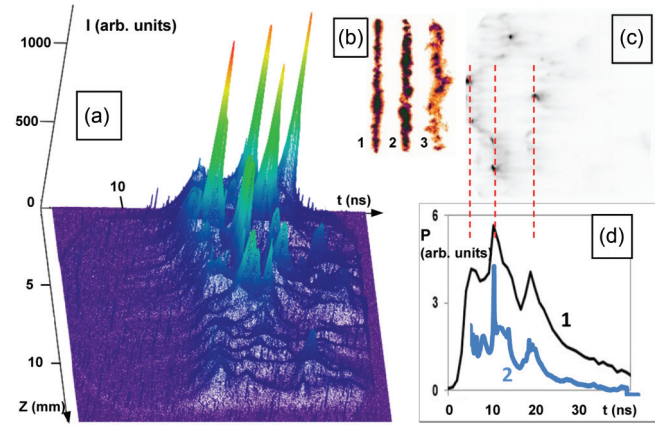 I (arb. units)
1000
500
0
(a)
10
t (ns)
5
10
Z (mm)
(b)
1 2 3
(c)
(d)
6
P
(arb. units)
3
0
1
2
0 10 20 30 t (ns)